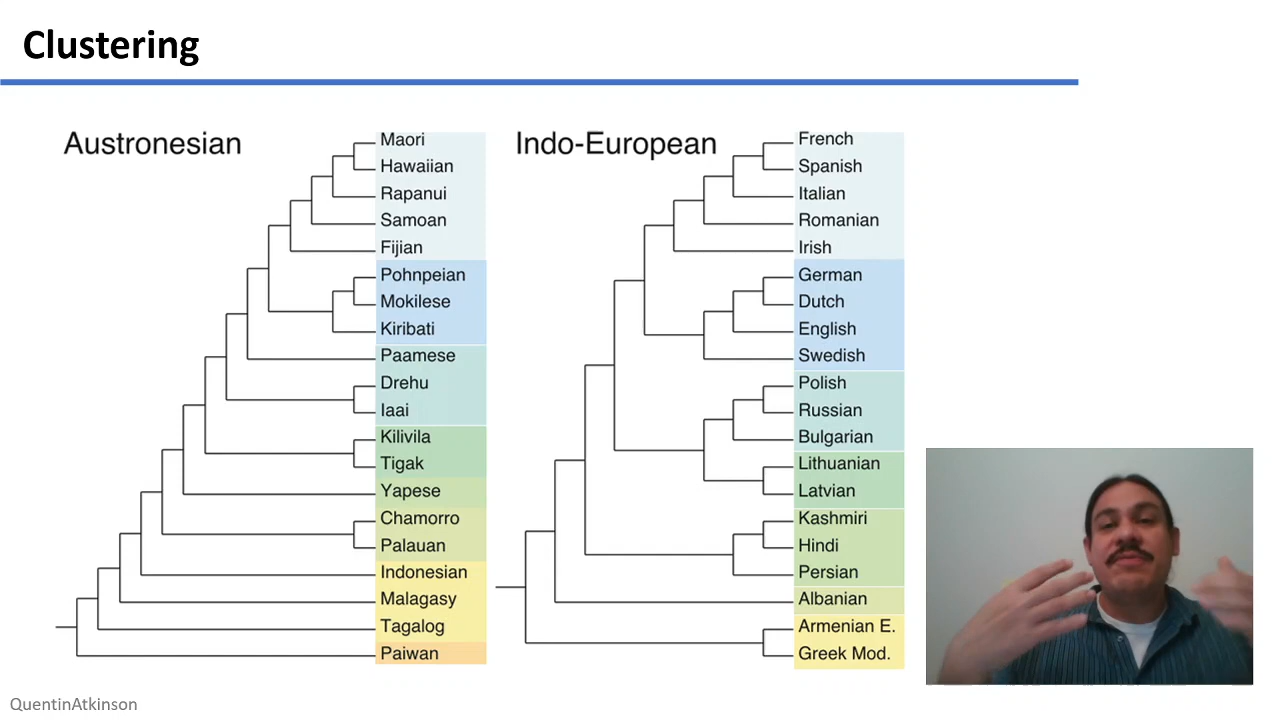 Clustering
Austronesian
Maori
Hawaiian
Rapanui
Samoan
Fijian
Pohnpeian
Mokilese
Kiribati
Paamese
Drehu
Iaai
Kilivila
Tigak
Yapese
Chamorro
Palauan
Indonesian
Malagasy
Tagalog
Paiwan
Indo-European
French
Spanish
Italian
Romanian
Irish
German
Dutch
English
Swedish
Polish
Russian
Bulgarian
Lithuanian
Latvian
Kashmiri
Hindi
Persian
Albanian
Armenian E.
Greek Mod.
QuentinAtkinson